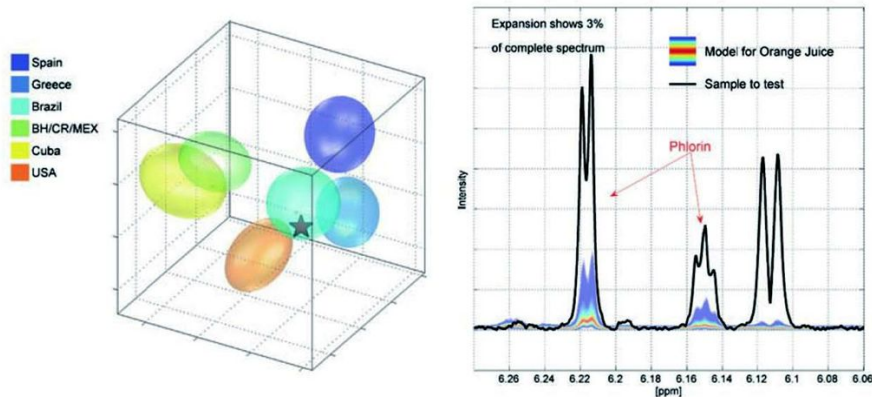 Spain
Greece
Brazil
BH/CR/MEX
Cuba
USA
Expansion shows 3%
of complete spectrum
Model for Orange Juice
Sample to test
Phlorin
Intensity
6.26 6.24 6.22 6.2 6.18 6.16 6.14 6.12 6.1 6.08 6.06
[ppm]